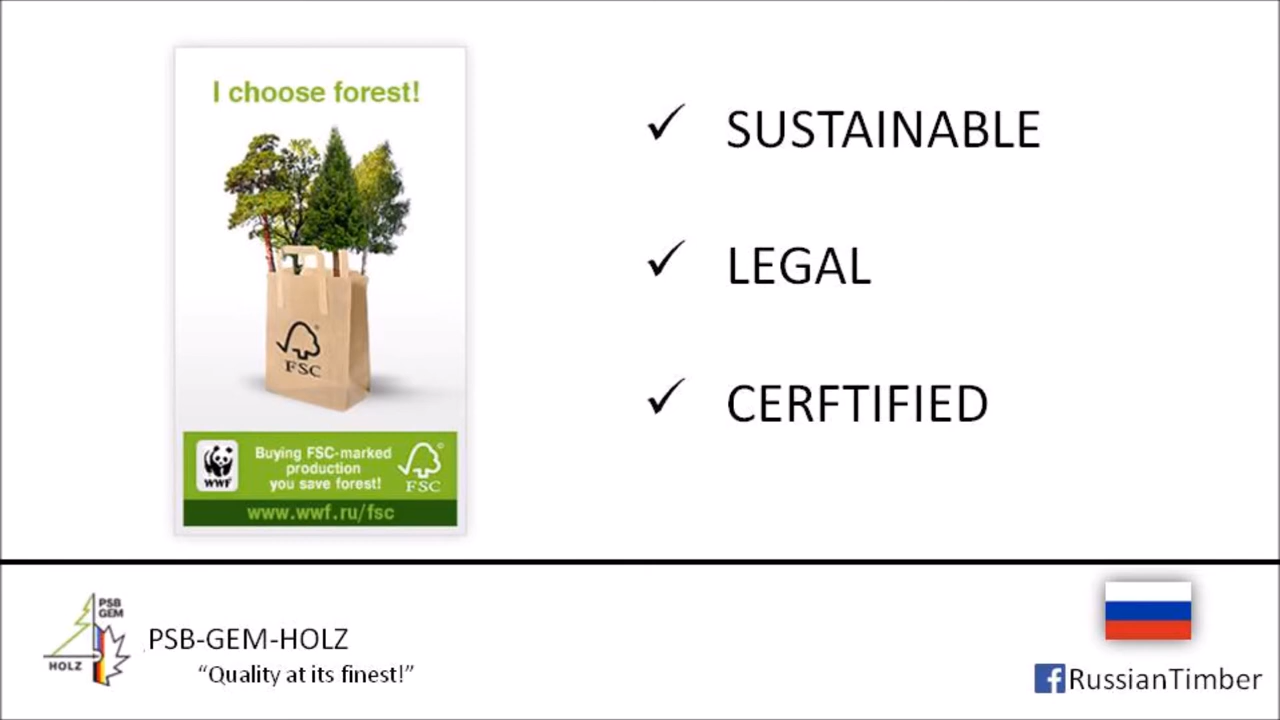 I choose forest!
FSC
WWF
Buying FSC-marked
production
you save forest!
FSC
www.wwf.ru/fsc
SUSTAINABLE
LEGAL
CERFTIFIED
PSB
GEM
HOLZ
PSB-GEM-HOLZ
“Quality at its finest!”
RussianTimber